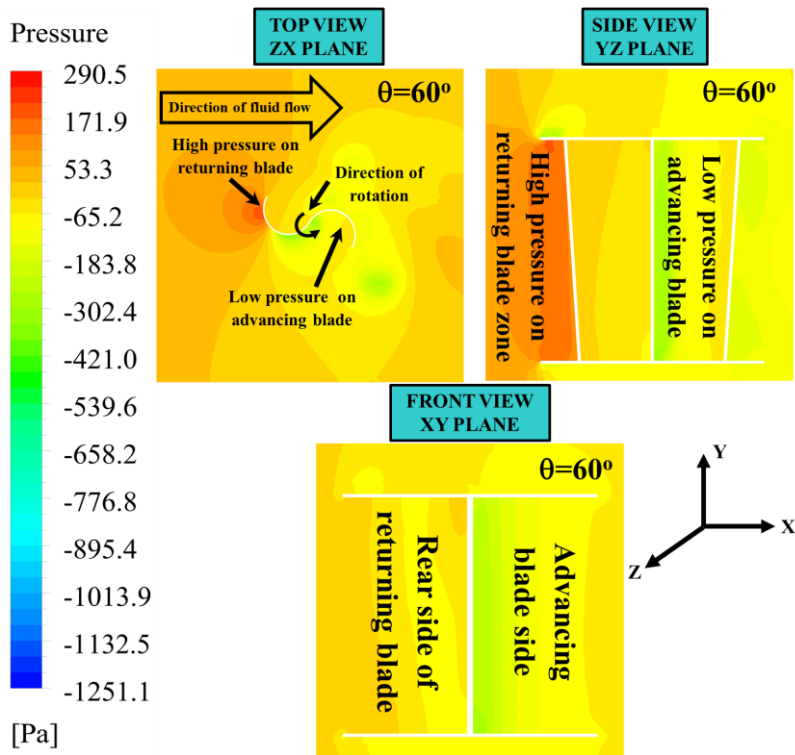 Pressure
290.5
171.9
53.3
-65.2
-183.8
-302.4
-421.0
-539.6
-658.2
-776.8
-895.4
-1013.9
-1132.5
-1251.1
[Pa]
TOP VIEW
ZX PLANE
θ=60º
Direction of fluid flow
High pressure on
returning blade
Direction of
rotation
Low pressure on
advancing blade
SIDE VIEW
YZ PLANE
θ=60º
High pressure on
returning blade zone
Low pressure on
advancing blade
FRONT VIEW
XY PLANE
θ=60º
Rear side of
returning blade
Advancing
blade side
Y
X
Z